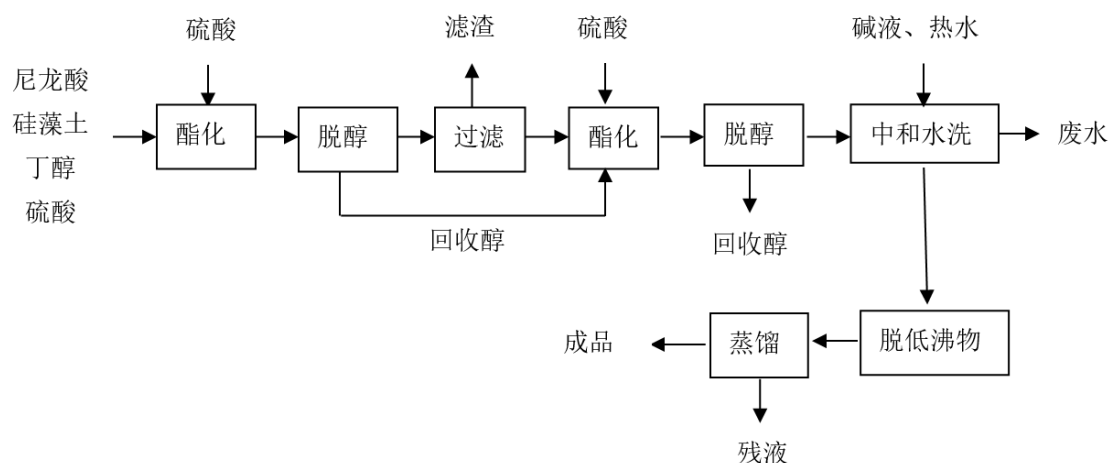 硫酸
滤渣
硫酸
碱液、热水
尼龙酸
硅藻土
丁醇
硫酸
酯化
脱醇
过滤
酯化
脱醇
中和水洗
废水
回收醇
回收醇
成品
蒸馏
脱低沸物
残液